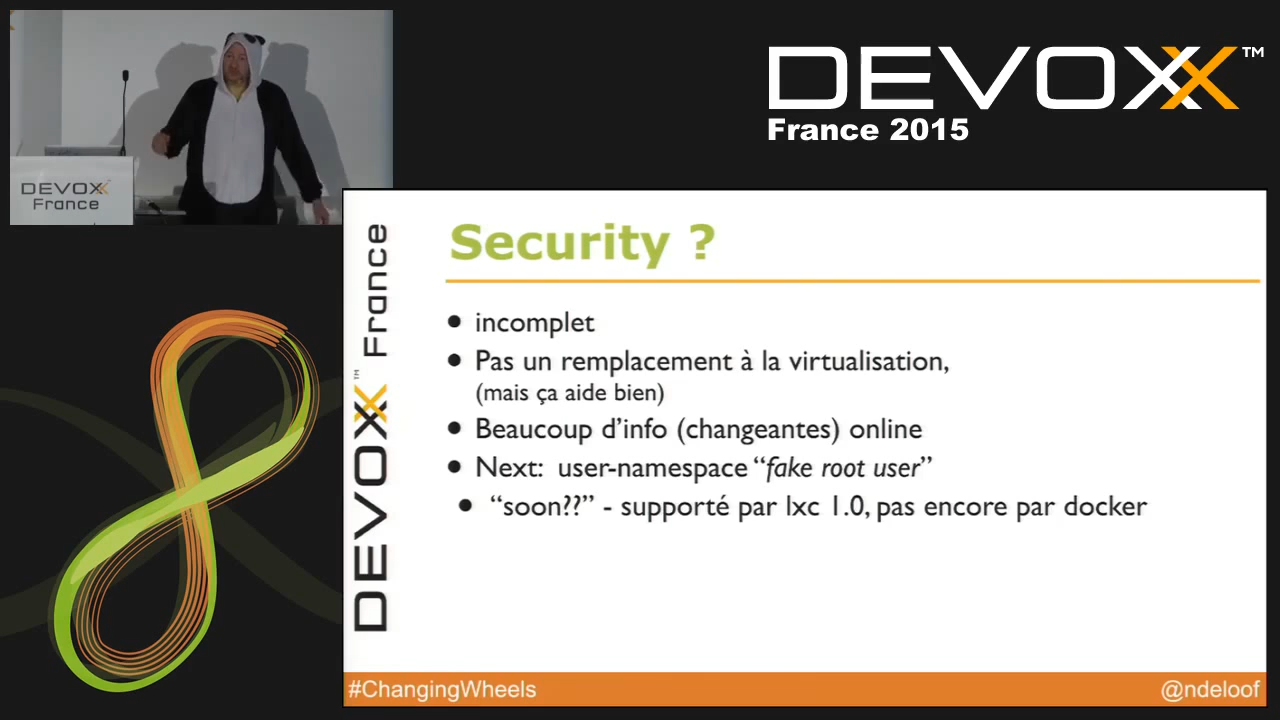 DEVOXX™
France 2015
DEVOXX
France
DEVOXX™ France
Security ?
• incomplet
• Pas un remplacement à la virtualisation,
(mais ça aide bien)
• Beaucoup d’info (changeantes) online
• Next: user-namespace “fake root user”
• “soon??” - supporté par lxc 1.0, pas encore par docker
#ChangingWheels
@ndeloof